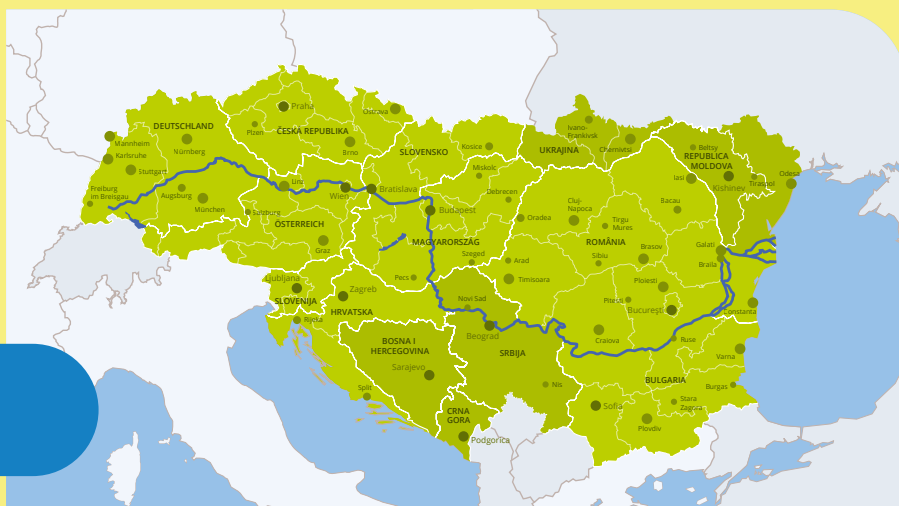 Praha
Ostrava
Plzen
ČESKÁ REPUBLIKA
Brno
DEUTSCHLAND
Mannheim
Karlsruhe
Nürnberg
Stuttgart
Freiburg
im Breisgau
Augsburg
München
Linz
Wien
Salzburg
ÖSTERREICH
Graz
SLOVENSKO
Kosice
Bratislava
Miskolc
Debrecen
Budapest
MAGYARORSZÁG
Szeged
Pecs
Ivano-
Frankivsk
Chernivtsi
UKRAJINA
Beltsy
REPUBLICA
MOLDOVA
Iasi
Kishinev
Tiraspol
Odesa
Oradea
Cluj-
Napoca
Tirgu
Mures
Bacau
ROMÂNIA
Sibiu
Brasov
Galati
Braila
Arad
Timisoara
Ploiesti
Pitesti
Bucureşti
Constanta
Craiova
Ljubljana
SLOVENIJA
Zagreb
HRVATSKA
Rijeka
Novi Sad
Beograd
SRBIJA
BOSNA I
HERCEGOVINA
Sarajevo
Split
Nis
CRNA
GORA
Podgorica
Ruse
Varna
BULGARIA
Burgas
Stara
Zagora
Sofia
Plovdiv